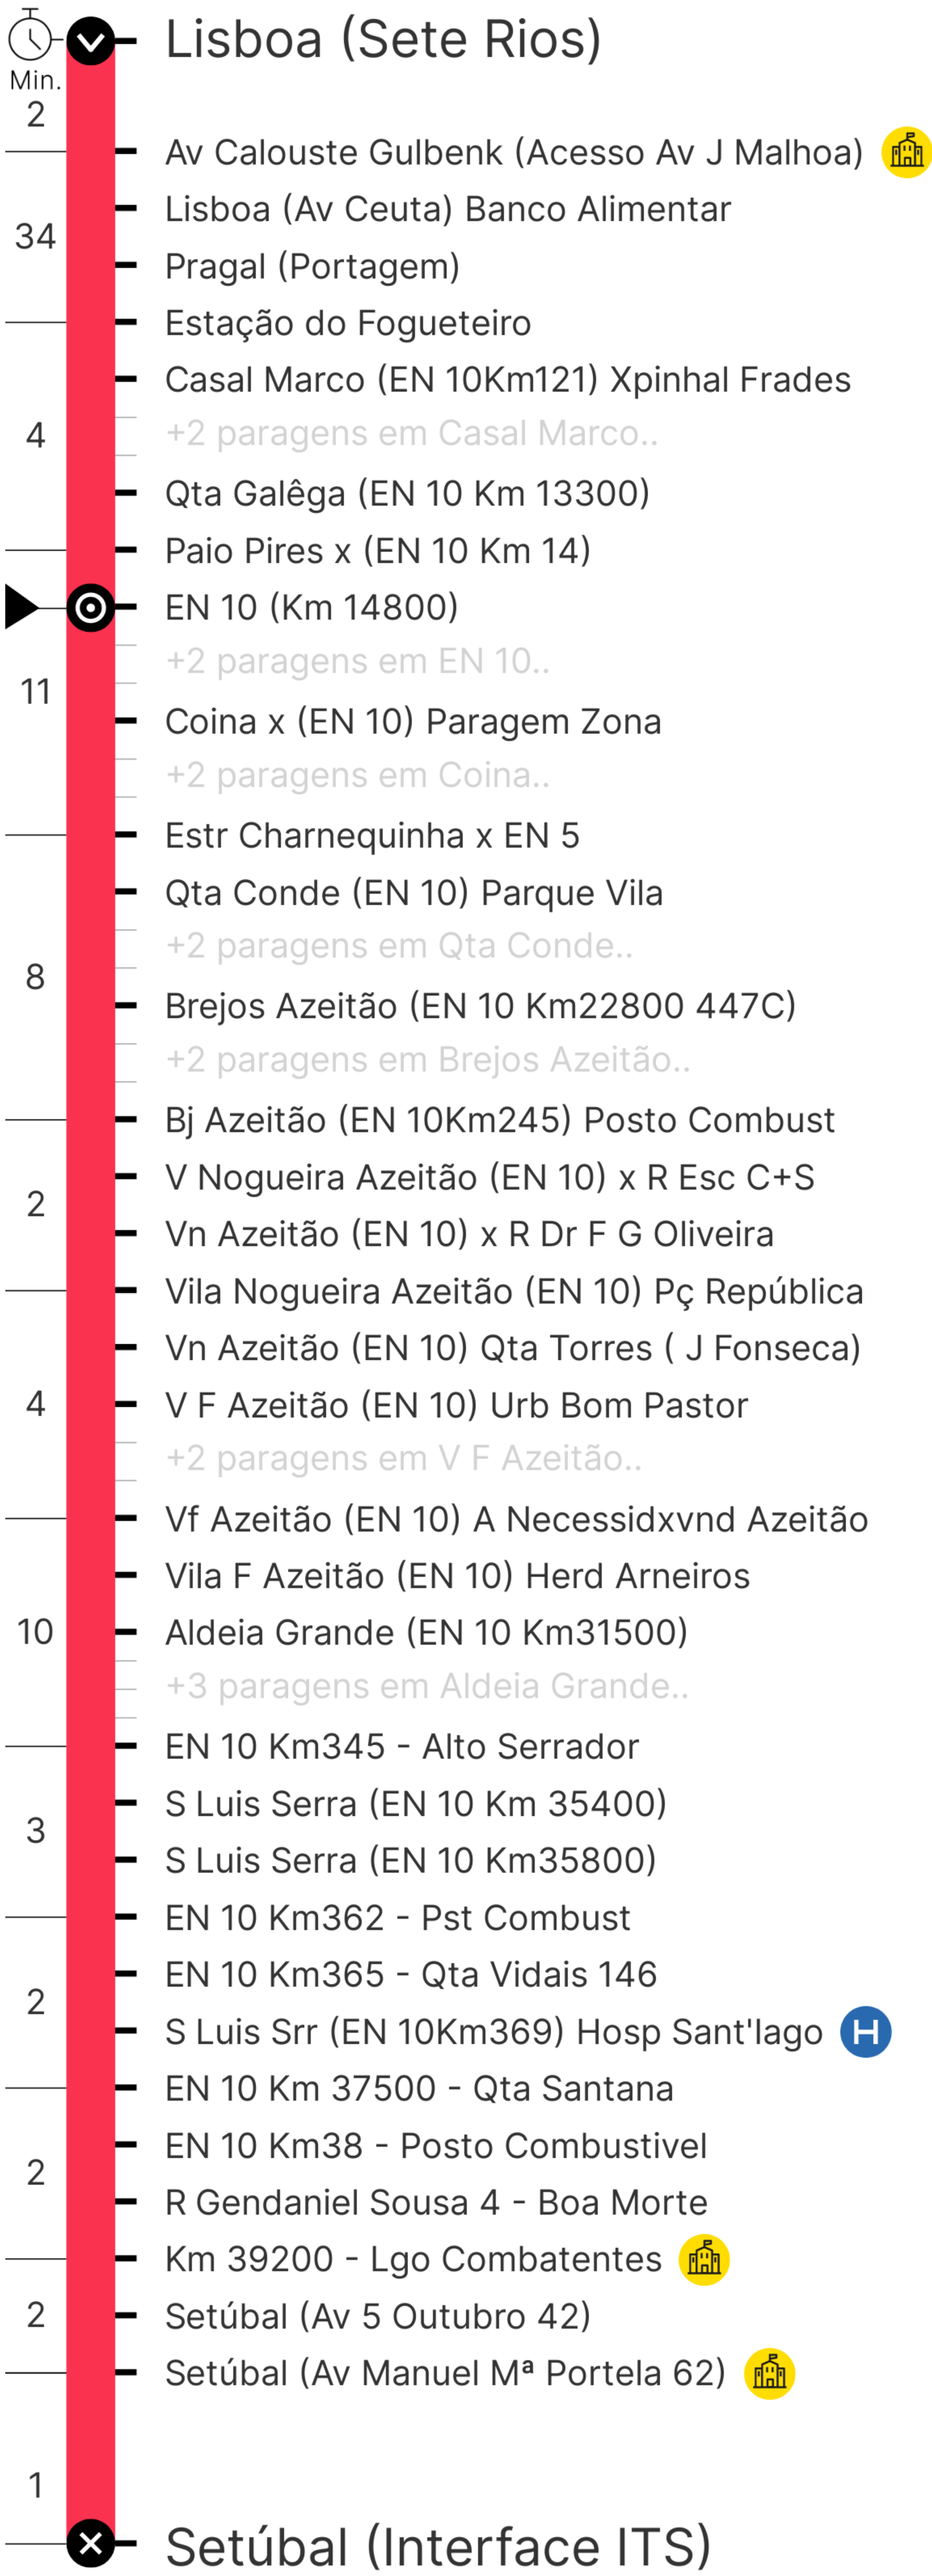 Lisboa (Sete Rios)
Min.
2
Av Calouste Gulbenk (Acesso Av J Malhoa)
Lisboa (Av Ceuta) Banco Alimentar
34
Pragal (Portagem)
Estação do Fogueteiro
Casal Marco (EN 10Km121) Xpinhal Frades
4
+2 paragens em Casal Marco..
Qta Galêga (EN 10 Km 13300)
Paio Pires x (EN 10 Km 14)
EN 10 (Km 14800)
+2 paragens em EN 10..
11
Coina x (EN 10) Paragem Zona
+2 paragens em Coina..
Estr Charnequinha x EN 5
Qta Conde (EN 10) Parque Vila
+2 paragens em Qta Conde..
8
Brejos Azeitão (EN 10 Km22800 447C)
+2 paragens em Brejos Azeitão..
Bj Azeitão (EN 10Km245) Posto Combust
V Nogueira Azeitão (EN 10) x R Esc C+S
2
Vn Azeitão (EN 10) x R Dr F G Oliveira
Vila Nogueira Azeitão (EN 10) Pç República
Vn Azeitão (EN 10) Qta Torres ( J Fonseca)
4
V F Azeitão (EN 10) Urb Bom Pastor
+2 paragens em V F Azeitão..
Vf Azeitão (EN 10) A Necessidxvnd Azeitão
Vila F Azeitão (EN 10) Herd Arneiros
10
Aldeia Grande (EN 10 Km31500)
+3 paragens em Aldeia Grande..
EN 10 Km345 - Alto Serrador
S Luis Serra (EN 10 Km 35400)
3
S Luis Serra (EN 10 Km35800)
EN 10 Km362 - Pst Combust
EN 10 Km365 - Qta Vidais 146
2
S Luis Srr (EN 10Km369) Hosp Sant'Iago
H
EN 10 Km 37500 - Qta Santana
EN 10 Km38 - Posto Combustivel
2
R Gendaniel Sousa 4 - Boa Morte
Km 39200 - Lgo Combatentes
2
Setúbal (Av 5 Outubro 42)
Setúbal (Av Manuel Mª Portela 62)
1
Setúbal (Interface ITS)